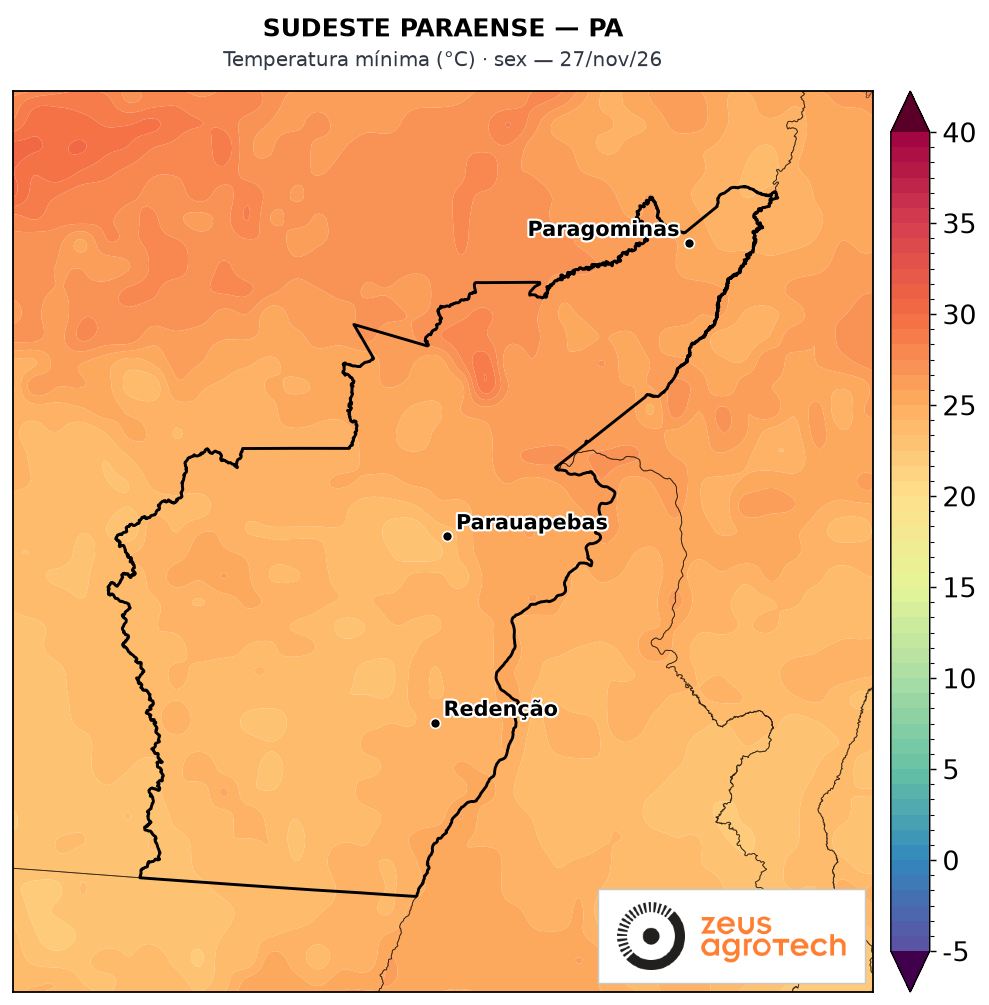 SUDESTE PARAENSE — PA
Temperatura mínima (°C) · sex — 27/nov/26
Paragominas
Parauapebas
Redenção
40
35
30
25
20
15
10
5
0
-5
zeus
agrotech